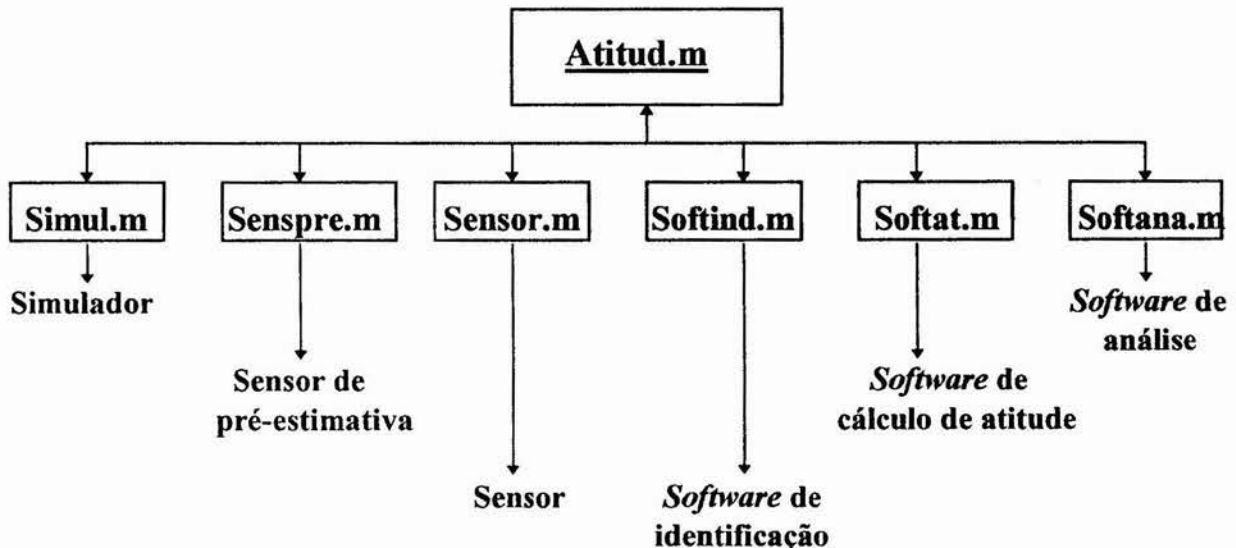 Atitud.m
Simul.m
Senspre.m
Sensor.m
Softind.m
Softat.m
Softana.m
Simulador
Sensor de
pré-estimativa
Sensor
Software de
identificação
Software de
cálculo de atitude
Software de
análise